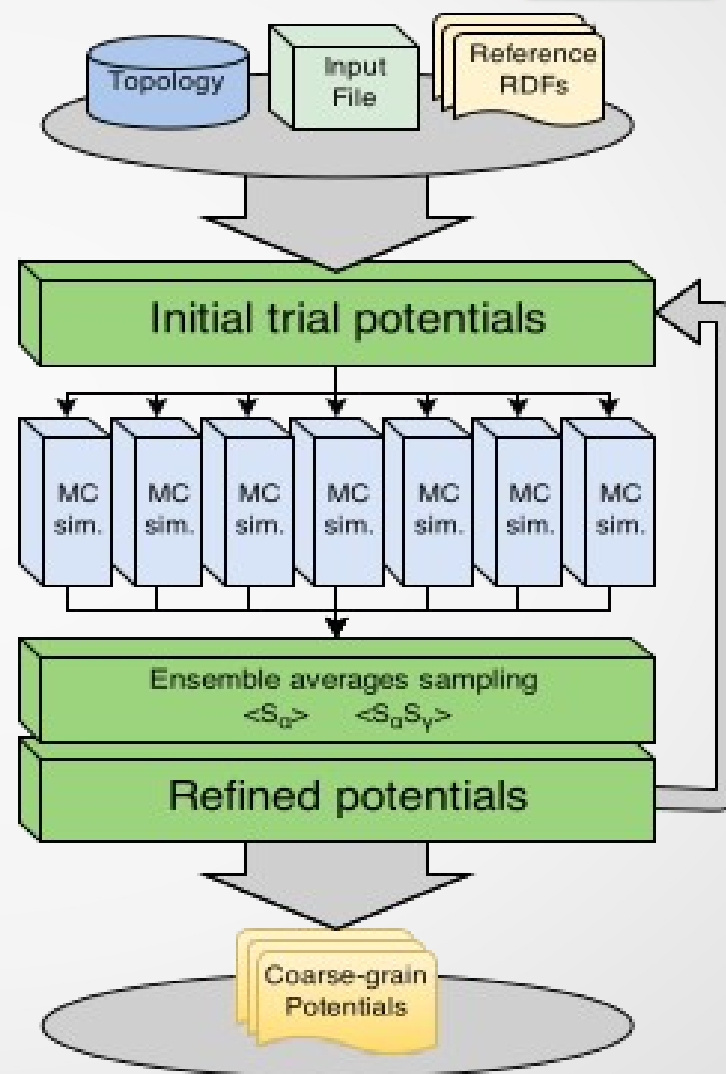 Topology
Input
File
Reference
RDFs
Initial trial potentials
MC
sim.
MC
sim.
MC
sim.
MC
sim.
MC
sim.
MC
sim.
MC
sim.
Ensemble averages sampling
<Sα> <SαSγ>
Refined potentials
Coarse-grain
Potentials